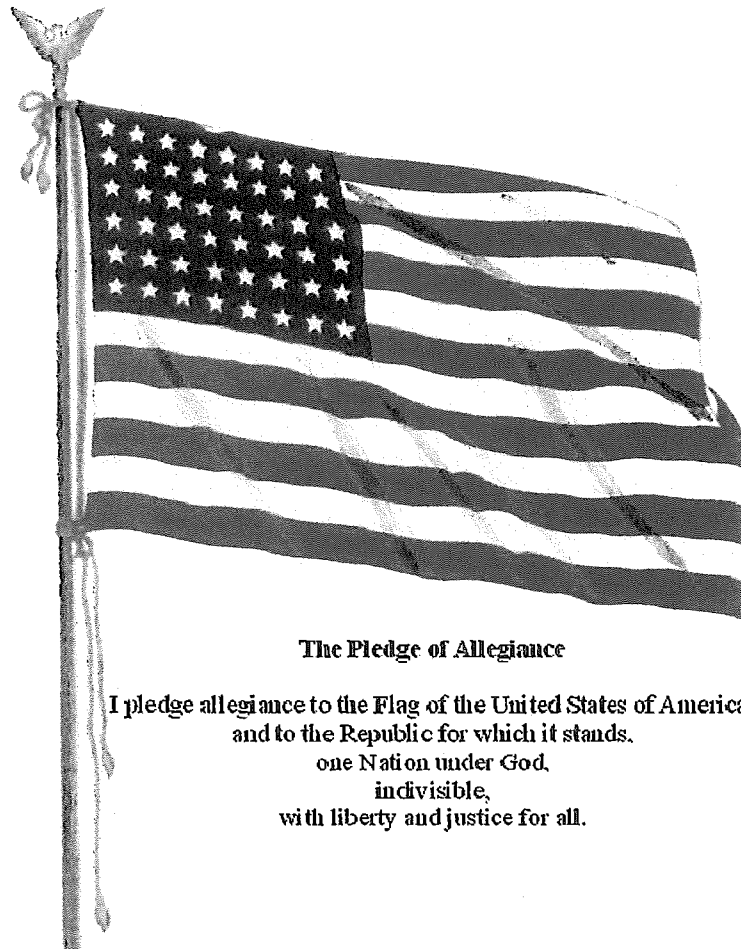 The Pledge of Allegiance
I pledge allegiance to the Flag of the United States of America
and to the Republic for which it stands.
one Nation under God,
indivisible,
with liberty and justice for all.